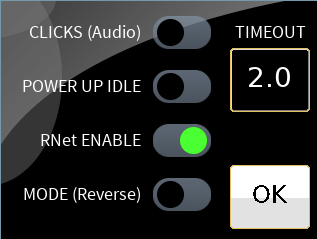 CLICKS (Audio)
TIMEOUT
POWER UP IDLE
2.0
RNet ENABLE
MODE (Reverse)
OK